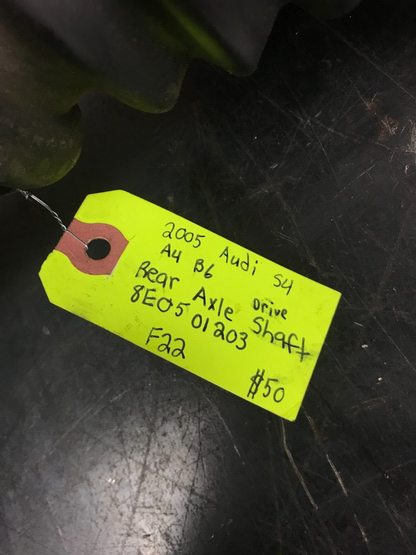 2005 Audi S4
A4 B6
Rear Axle Drive Shaft
8E0501203
F22
$50